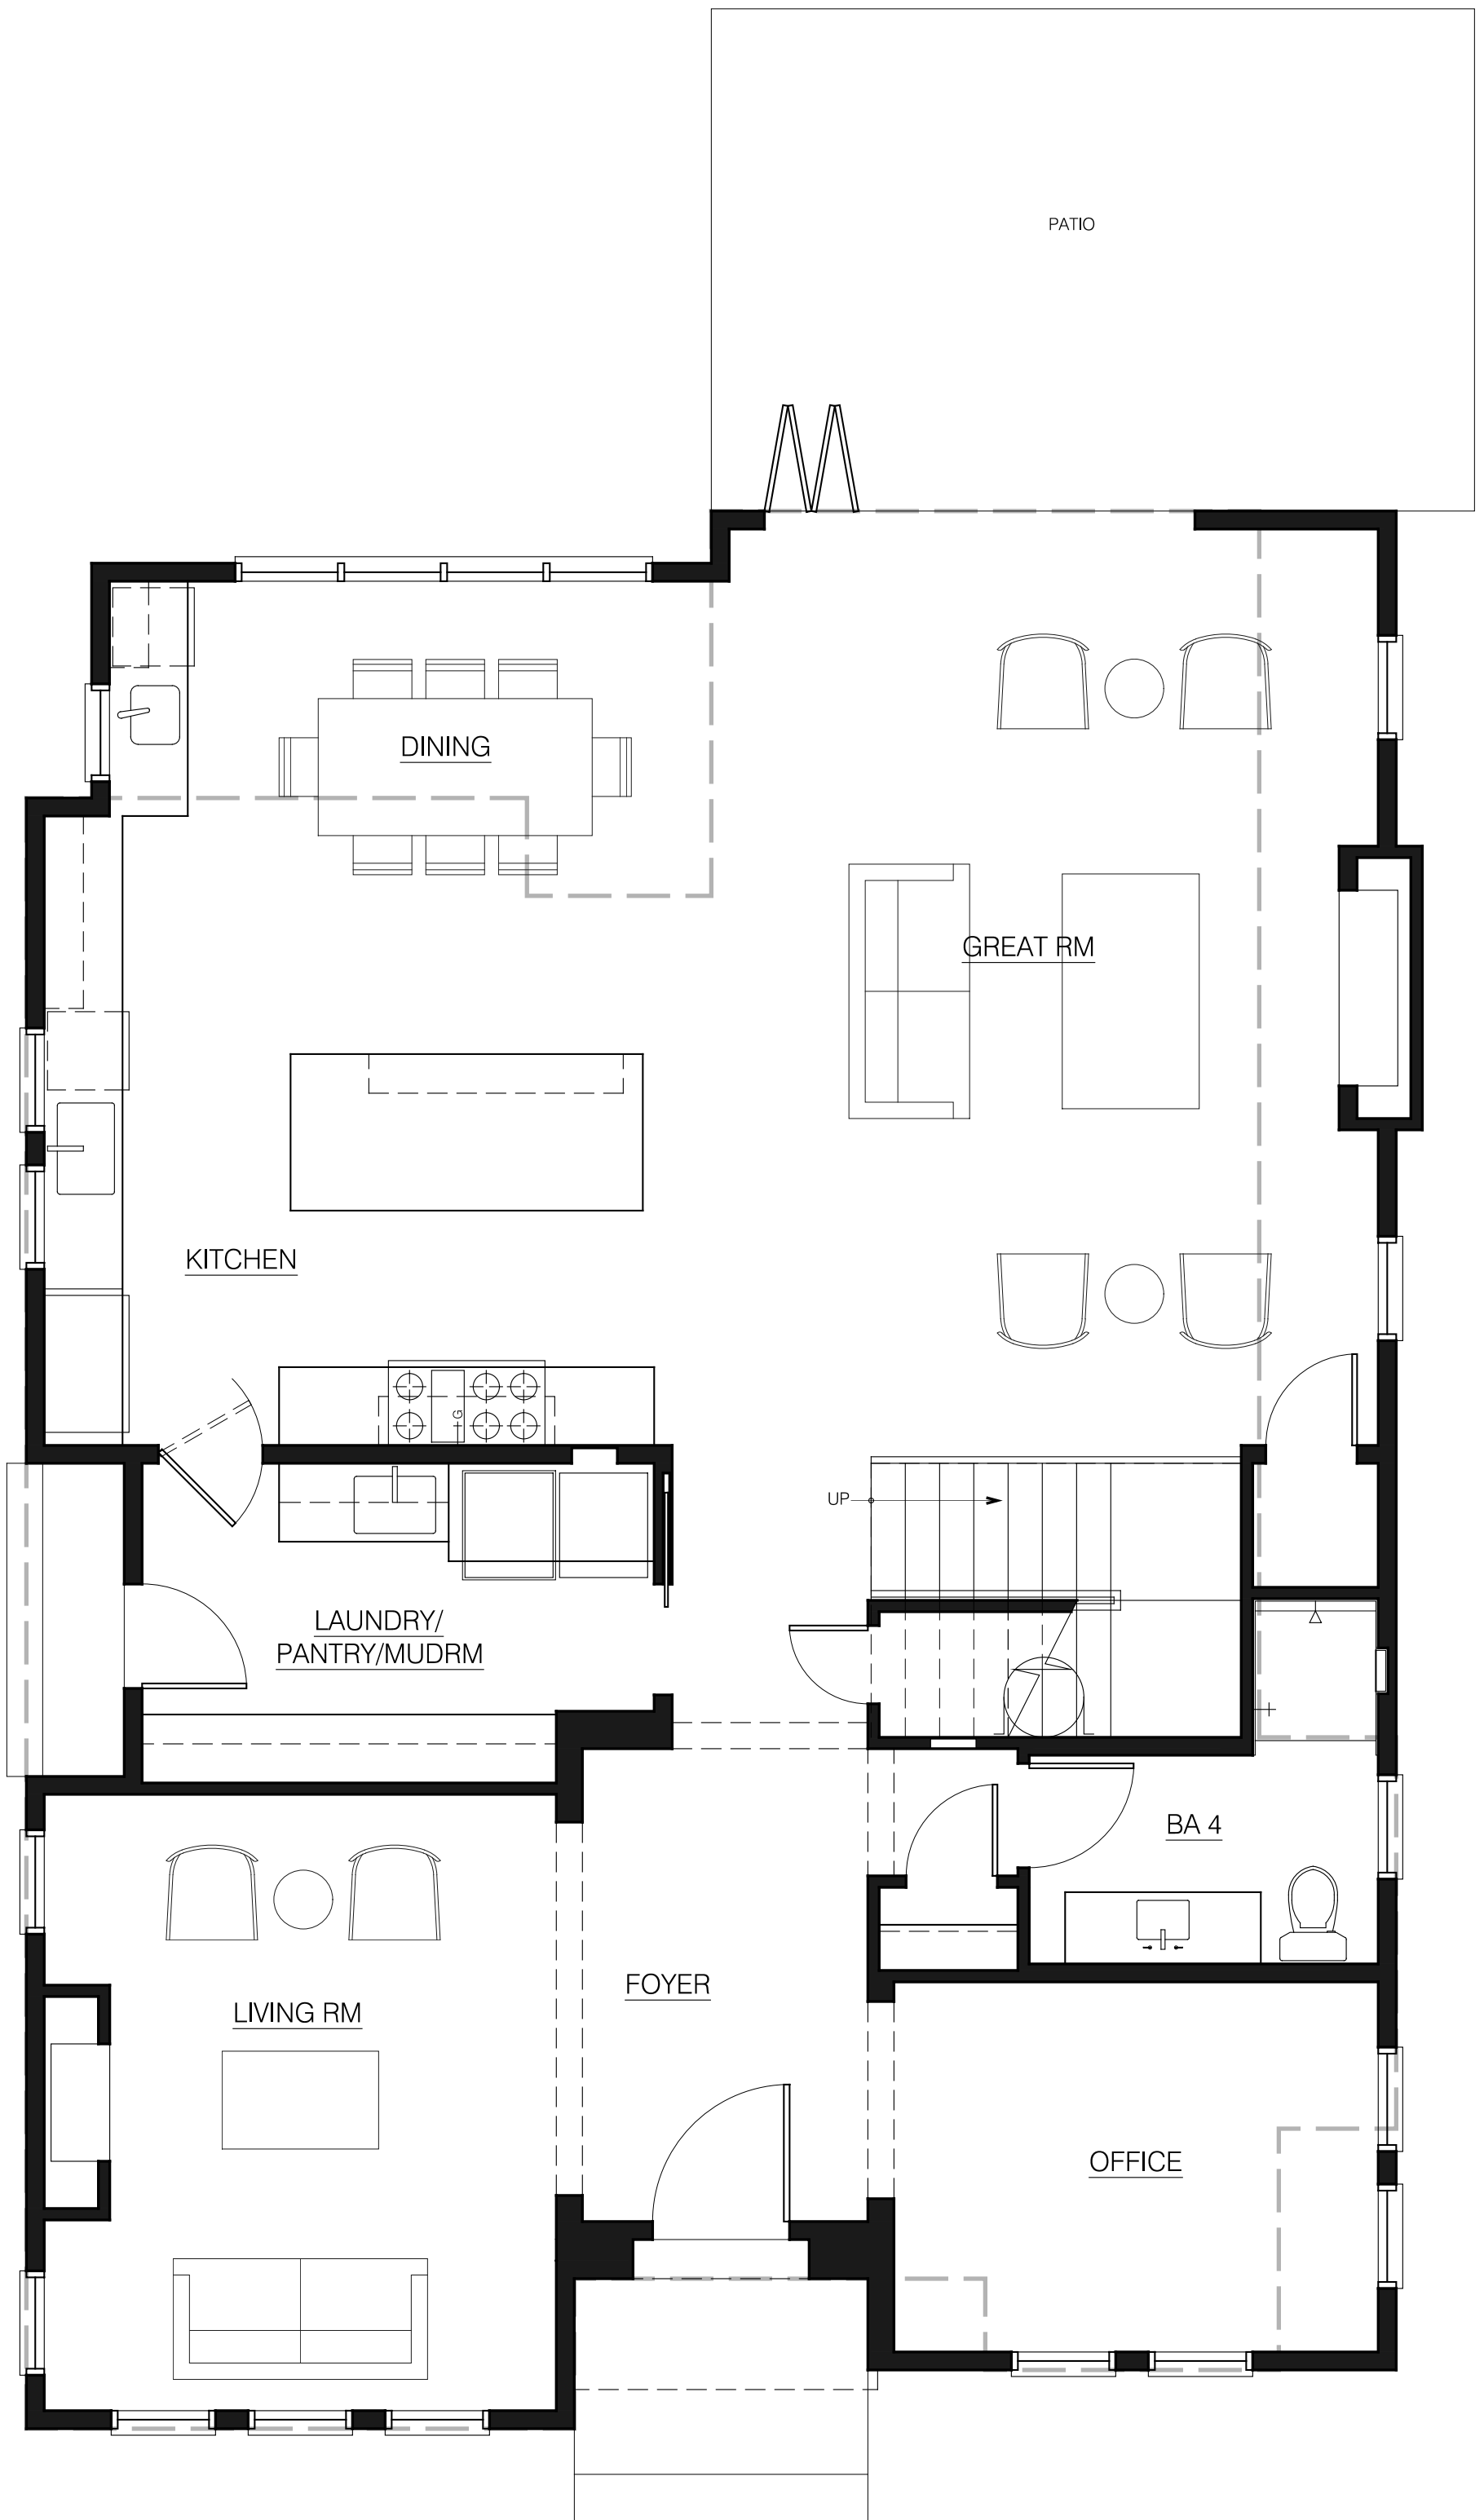 PATIO
DINING
GREAT RM
KITCHEN
G
UP
LAUNDRY/
PANTRY/MUDRM
BA 4
FOYER
LIVING RM
OFFICE